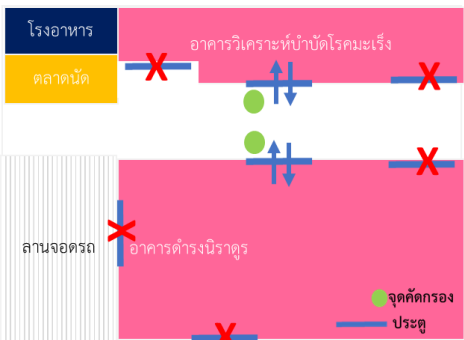 โรงอาหาร
อาคารวิเคราะห์บำบัดโรคมะเร็ง
ตลาดนัด
ลานจอดรถ
อาคารดำรงนิราดูร
จุดคัดกรอง
ประตู